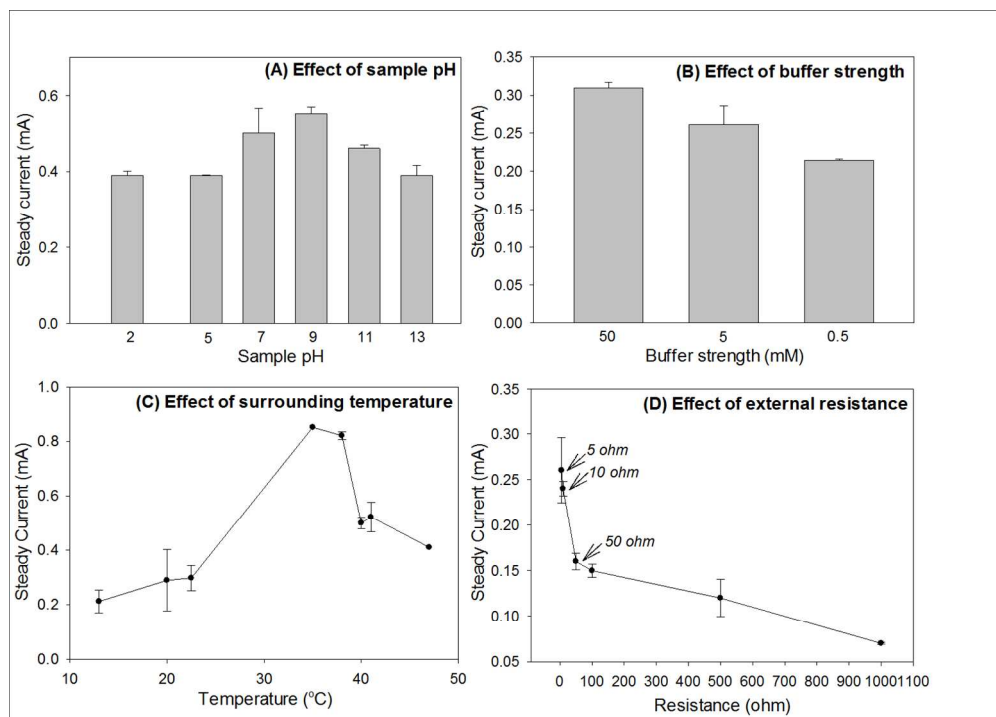 (A) Effect of sample pH
Steady current (mA)
0.6
0.4
0.2
0.0
2 5 7 9 11 13
Sample pH
(B) Effect of buffer strength
Steady current (mA)
0.35
0.30
0.25
0.20
0.15
0.10
0.05
0.00
50 5 0.5
Buffer strength (mM)
(C) Effect of surrounding temperature
Steady Current (mA)
1.0
0.8
0.6
0.4
0.2
0.0
10 20 30 40 50
Temperature (°C)
(D) Effect of external resistance
Steady Current (mA)
0.35
0.30
0.25
0.20
0.15
0.10
0.05
5 ohm
10 ohm
50 ohm
0 100 200 300 400 500 600 700 800 900 1000 1100
Resistance (ohm)